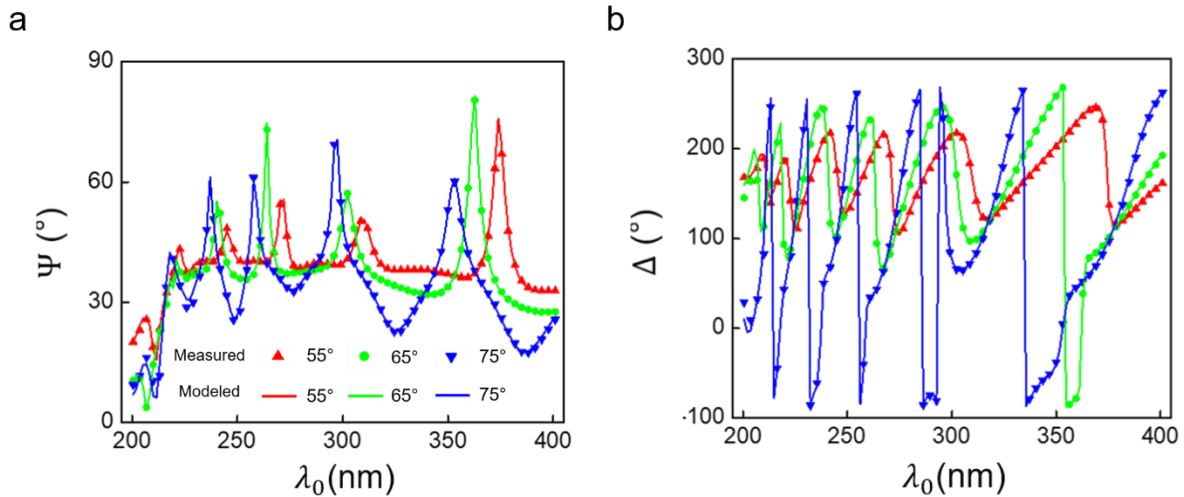 a
b
90
60
30
0
Ψ (°)
Measured 55° 65° 75°
Modeled 55° 65° 75°
200 250 300 350 400
λ₀(nm)
300
200
100
0
-100
Δ (°)
200 250 300 350 400
λ₀(nm)